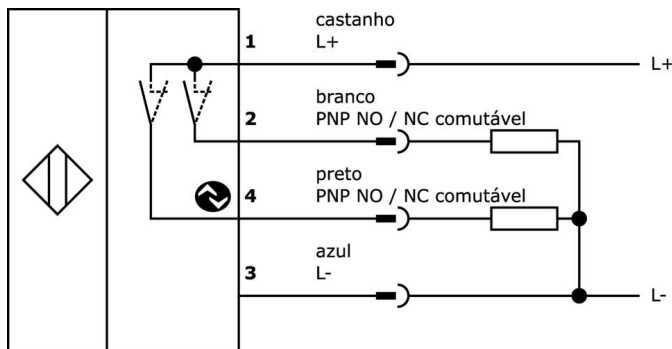 castanho
1 L+
L+
branco
2 PNP NO / NC comutável
preto
4 PNP NO / NC comutável
azul
3 L-
L-